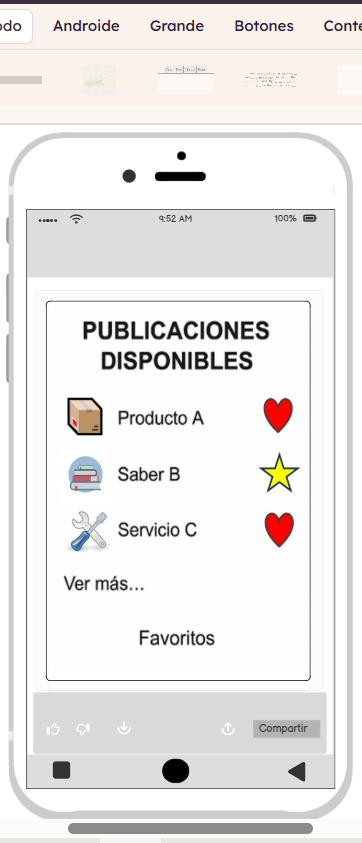 odo Androide Grande Botones Conte
9:52 AM 100%
PUBLICACIONES
DISPONIBLES
Producto A
Saber B
Servicio C
Ver más...
Favoritos
Compartir